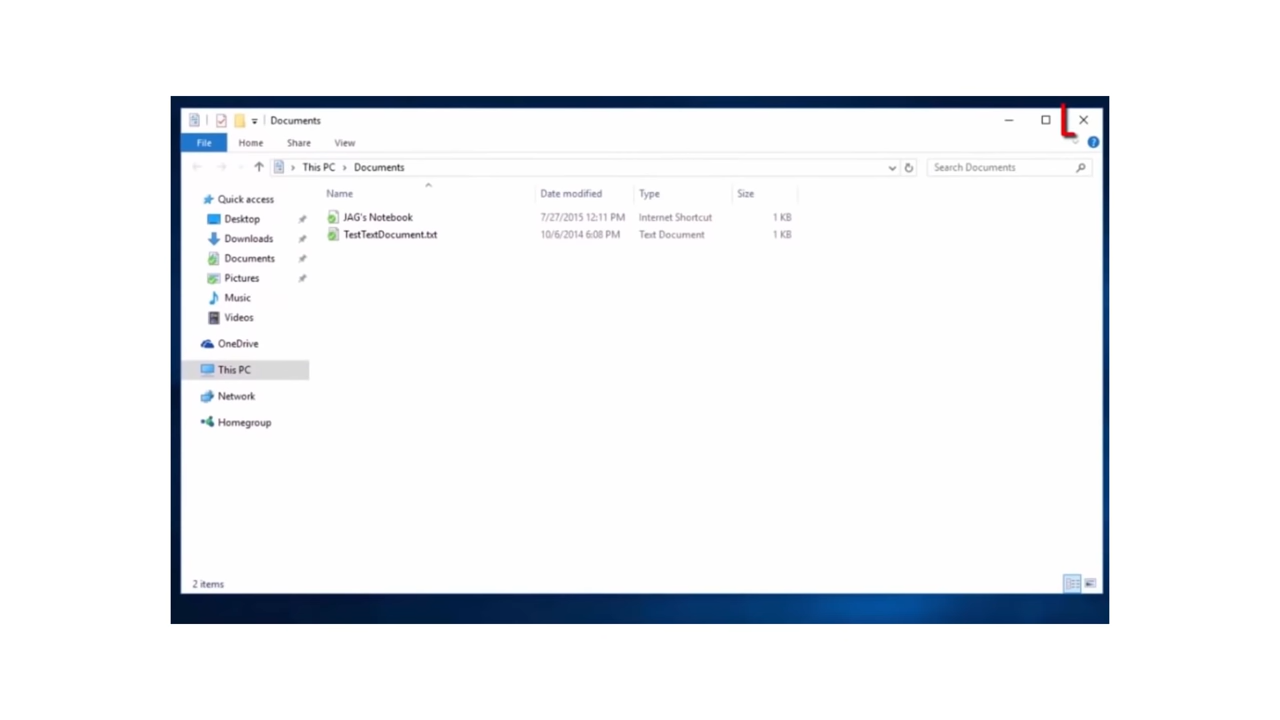 Documents
File Home Share View
This PC > Documents
Search Documents
Name Date modified Type Size
Quick access
Desktop
Downloads
Documents
Pictures
Music
Videos
OneDrive
This PC
Network
Homegroup
JAG's Notebook 7/27/2015 12:11 PM Internet Shortcut 1 KB
TestTextDocument.txt 10/6/2014 6:08 PM Text Document 1 KB
2 items